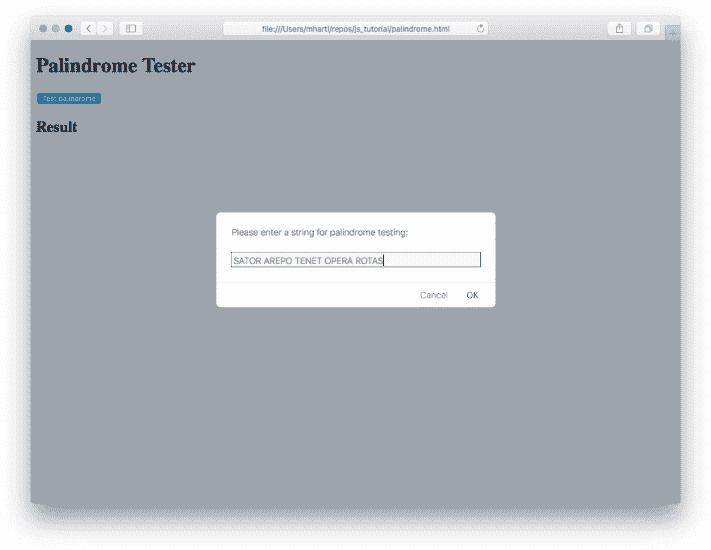 file:///Users/mhartl/repos/js_tutorial/palindrome.html
Palindrome Tester
Test palindrome
Result
Please enter a string for palindrome testing:
SATOR AREPO TENET OPERA ROTAS
Cancel OK